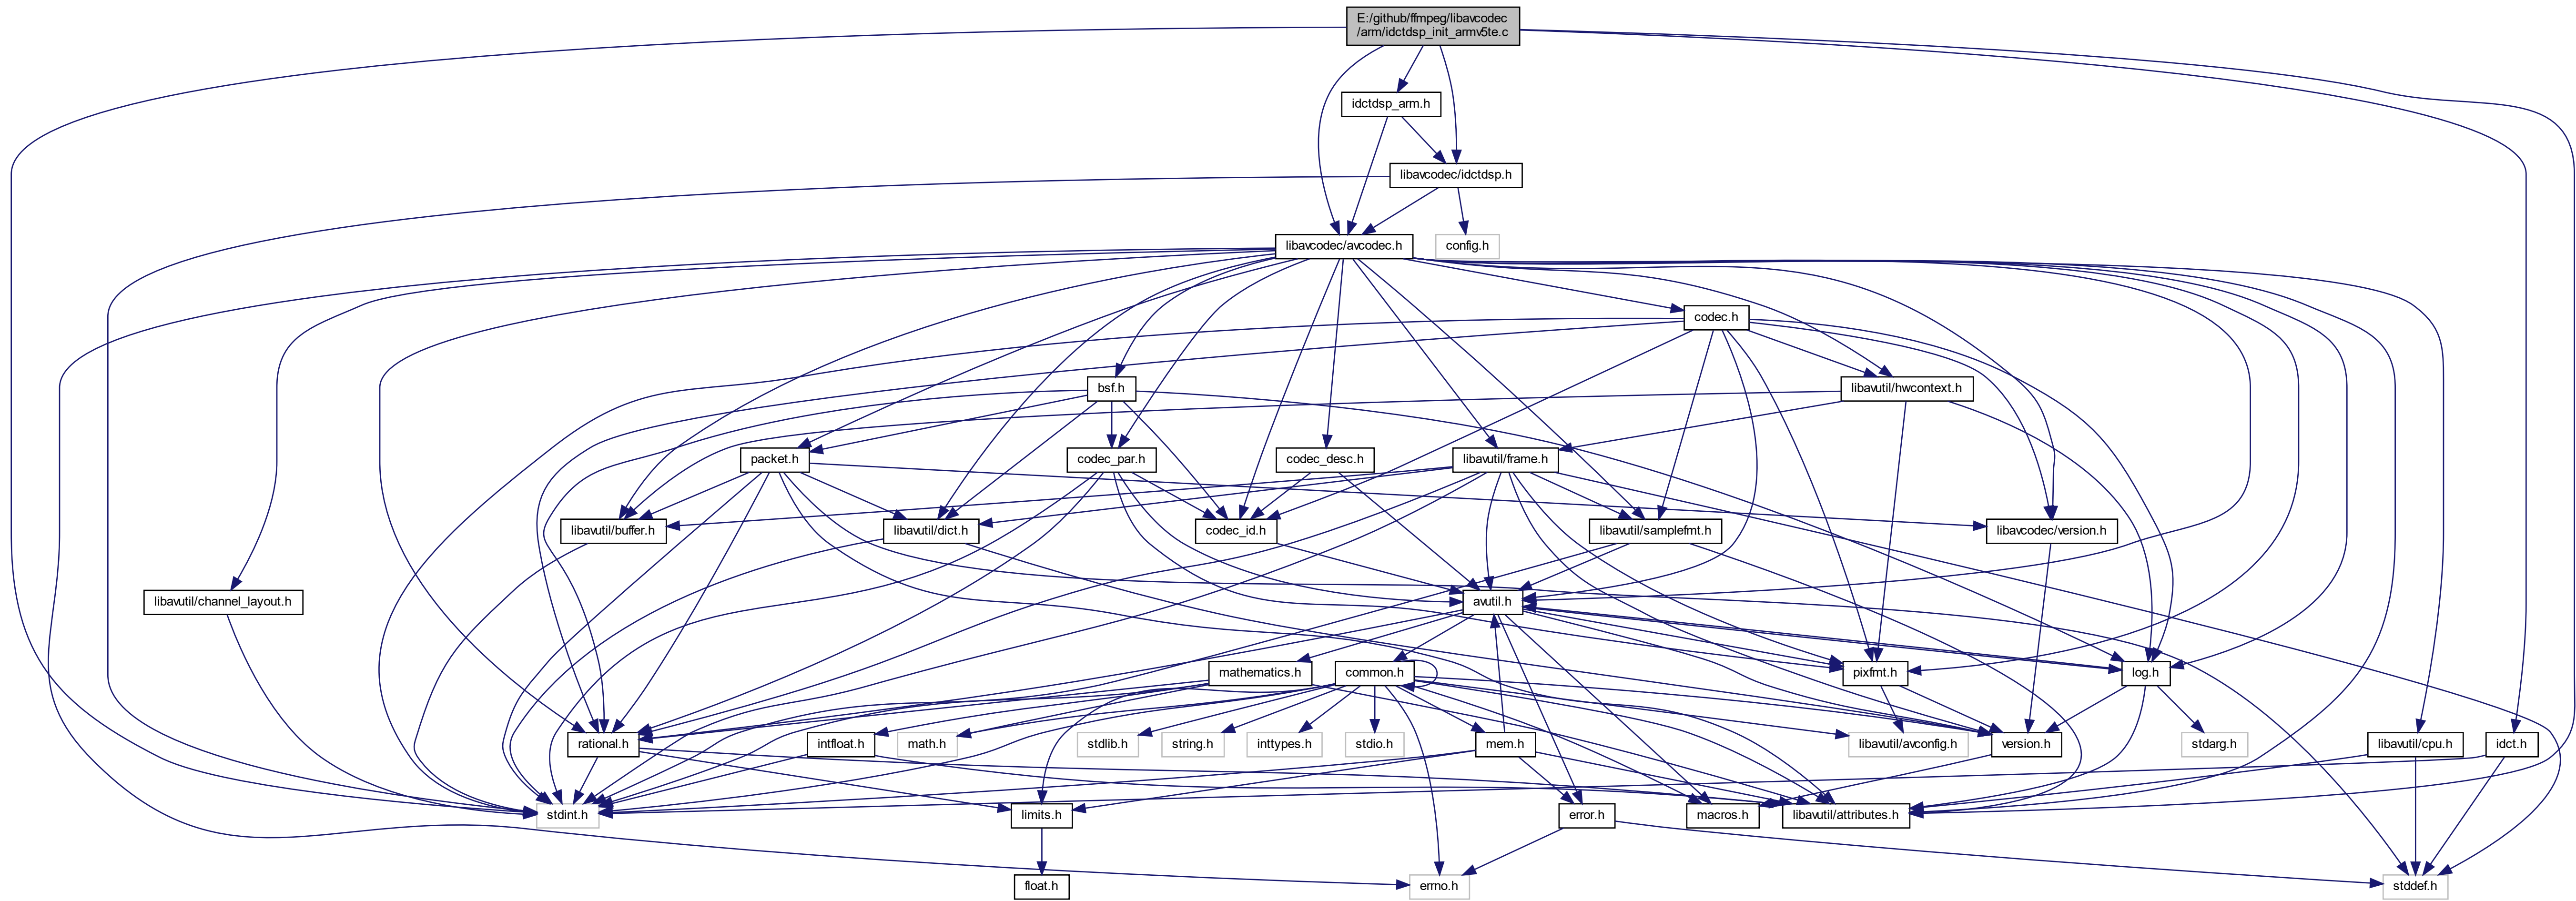 E:/github/ffmpeg/libavcodec
/arm/idctdsp_init_armv5te.c
idctdsp_arm.h
libavcodec/idctdsp.h
libavcodec/avcodec.h
config.h
codec.h
bsf.h
libavutil/hwcontext.h
packet.h
codec_par.h
codec_desc.h
libavutil/frame.h
libavutil/buffer.h
libavutil/dict.h
codec_id.h
libavutil/samplefmt.h
libavcodec/version.h
libavutil/channel_layout.h
avutil.h
mathematics.h
common.h
pixfmt.h
log.h
rational.h
intfloat.h
math.h
stdlib.h
string.h
inttypes.h
stdio.h
mem.h
libavutil/avconfig.h
version.h
stdarg.h
libavutil/cpu.h
idct.h
stdint.h
limits.h
error.h
macros.h
libavutil/attributes.h
float.h
errno.h
stddef.h